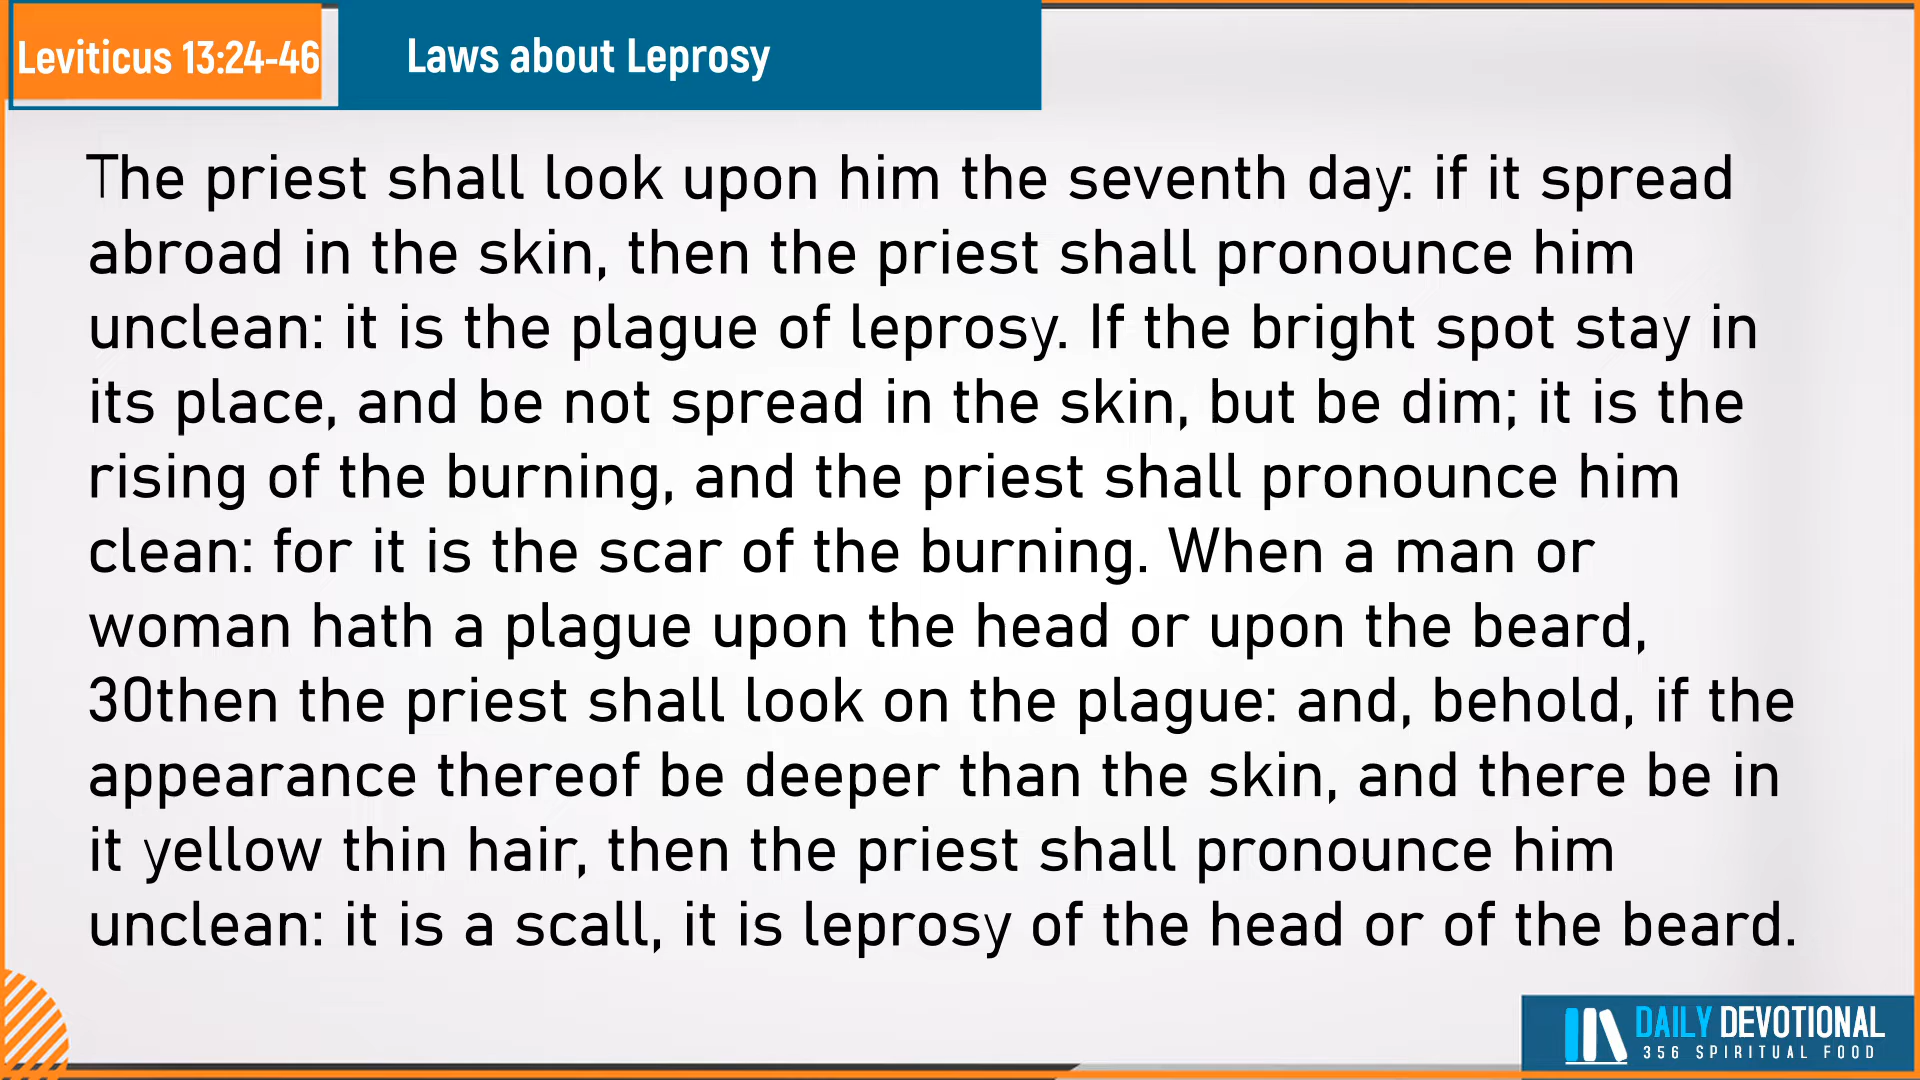 Leviticus 13:24-46
Laws about Leprosy
The priest shall look upon him the seventh day: if it spread
abroad in the skin, then the priest shall pronounce him
unclean: it is the plague of leprosy. If the bright spot stay in
its place, and be not spread in the skin, but be dim; it is the
rising of the burning, and the priest shall pronounce him
clean: for it is the scar of the burning. When a man or
woman hath a plague upon the head or upon the beard,
30then the priest shall look on the plague: and, behold, if the
appearance thereof be deeper than the skin, and there be in
it yellow thin hair, then the priest shall pronounce him
unclean: it is a scall, it is leprosy of the head or of the beard.
DAILY DEVOTIONAL
356 SPIRITUAL FOOD